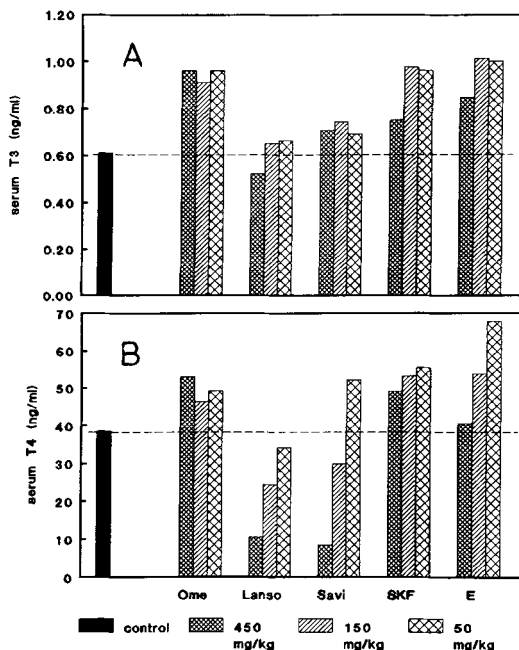 1.20
A
1.00
0.80
0.60
0.40
0.20
0.00
serum T3 (ng/ml)
70
B
60
50
40
30
20
10
0
serum T4 (ng/ml)
Ome Lanso Savi SKF E
control 450 mg/kg 150 mg/kg 50 mg/kg